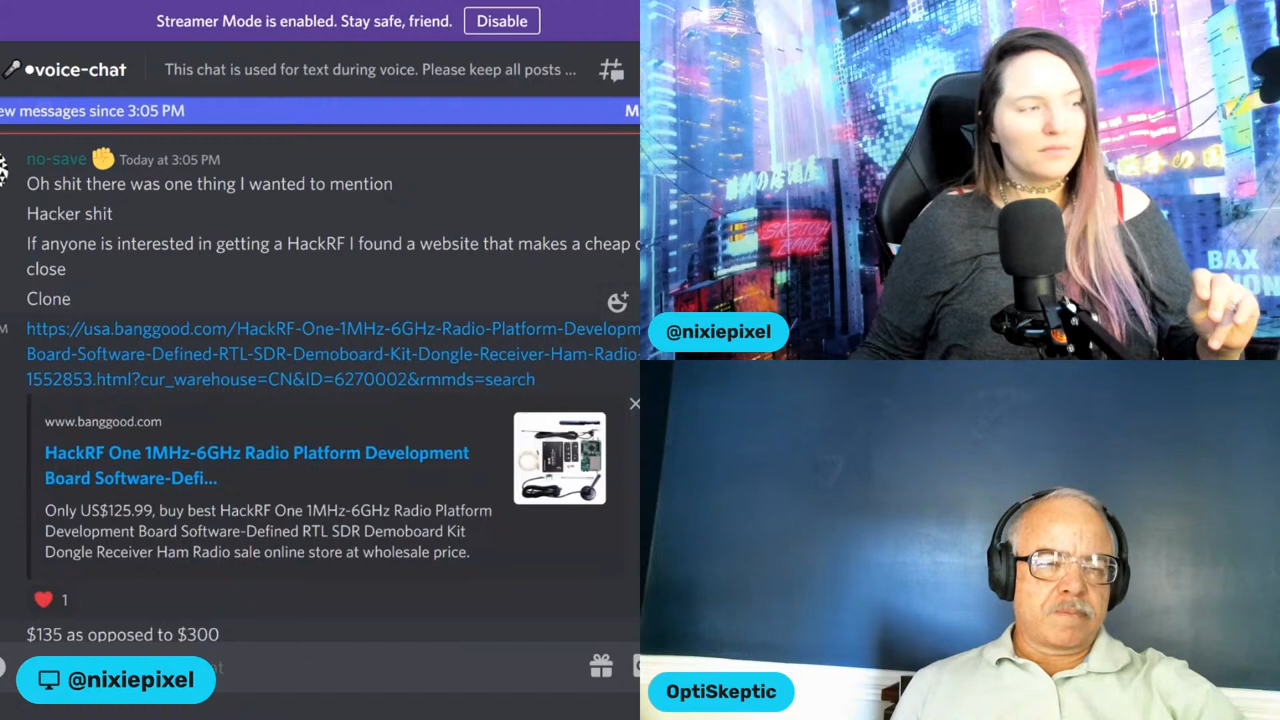 Streamer Mode is enabled. Stay safe, friend. Disable
voice-chat This chat is used for text during voice. Please keep all posts ...
ew messages since 3:05 PM M
no-save Today at 3:05 PM
Oh shit there was one thing I wanted to mention
Hacker shit
If anyone is interested in getting a HackRF I found a website that makes a cheap c
close
Clone
M https://usa.banggood.com/HackRF-One-1MHz-6GHz-Radio-Platform-Developm
Board-Software-Defined-RTL-SDR-Demoboard-Kit-Dongle-Receiver-Ham-Radio-
1552853.html?cur_warehouse=CN&ID=6270002&rmmds=search
www.banggood.com
HackRF One 1MHz-6GHz Radio Platform Development
Board Software-Defi...
Only US$125.99, buy best HackRF One 1MHz-6GHz Radio Platform
Development Board Software-Defined RTL SDR Demoboard Kit
Dongle Receiver Ham Radio sale online store at wholesale price.
1
$135 as opposed to $300
@nixiepixel
SKETCH
BOOK
BAX
@nixiepixel
OptiSkeptic